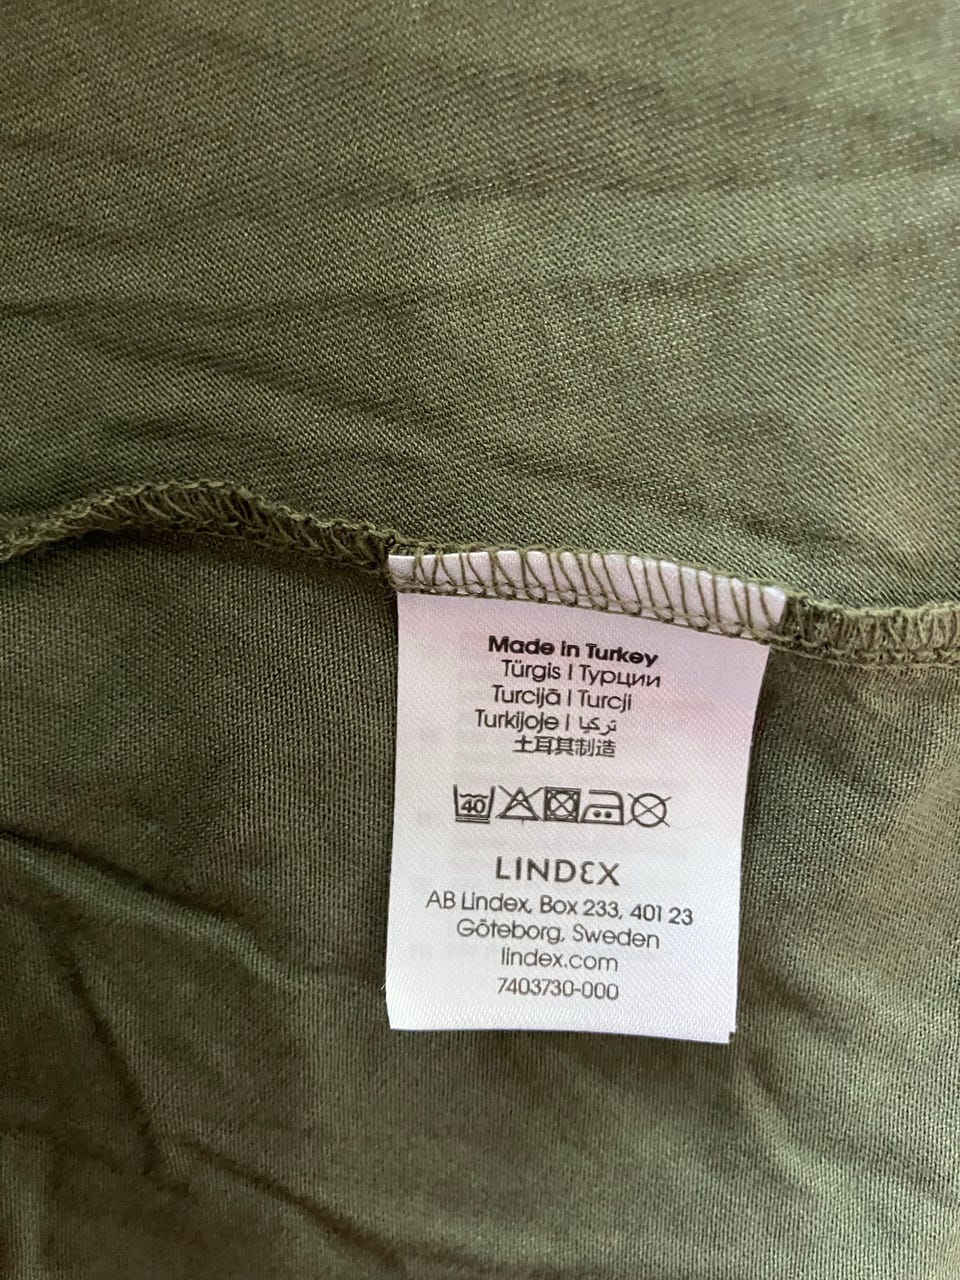 Made in Turkey
Türgis | Турции
Turcijā | Turcji
Turkijoje | تركيا
土耳其制造
40
LINDEX
AB Lindex, Box 233, 401 23
Göteborg, Sweden
lindex.com
7403730-000